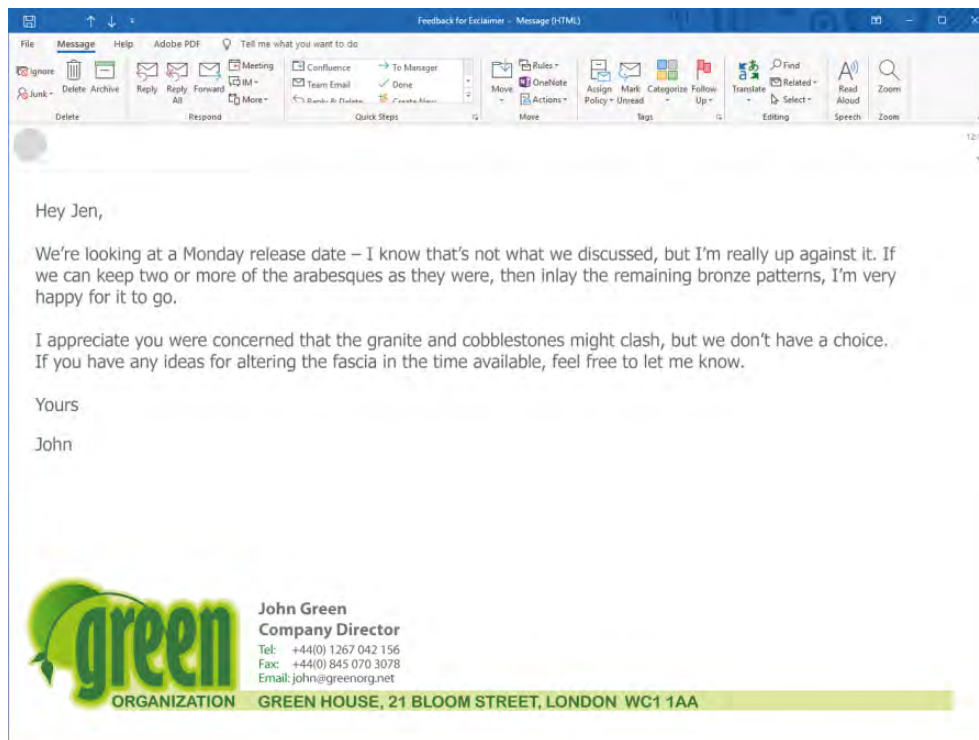 Feedback for Exclaimer - Message (HTML)
File Message Help Adobe PDF Tell me what you want to do
Ignore
Junk
Delete Archive
Reply Reply All Forward
Meeting
IM
More
Confluence
Team Email
Reply & Delete
To Manager
Done
Create New
Move
Rules
OneNote
Actions
Assign Policy
Mark Unread
Categorize
Follow Up
Translate
Find
Related
Select
Read Aloud
Zoom
Delete Respond Quick Steps Move Tags Editing Speech Zoom
Hey Jen,
We're looking at a Monday release date – I know that's not what we discussed, but I'm really up against it. If
we can keep two or more of the arabesques as they were, then inlay the remaining bronze patterns, I'm very
happy for it to go.
I appreciate you were concerned that the granite and cobblestones might clash, but we don't have a choice.
If you have any ideas for altering the fascia in the time available, feel free to let me know.
Yours
John
green
ORGANIZATION
John Green
Company Director
Tel: +44(0) 1267 042 156
Fax: +44(0) 845 070 3078
Email: john@greenorg.net
GREEN HOUSE, 21 BLOOM STREET, LONDON WC1 1AA